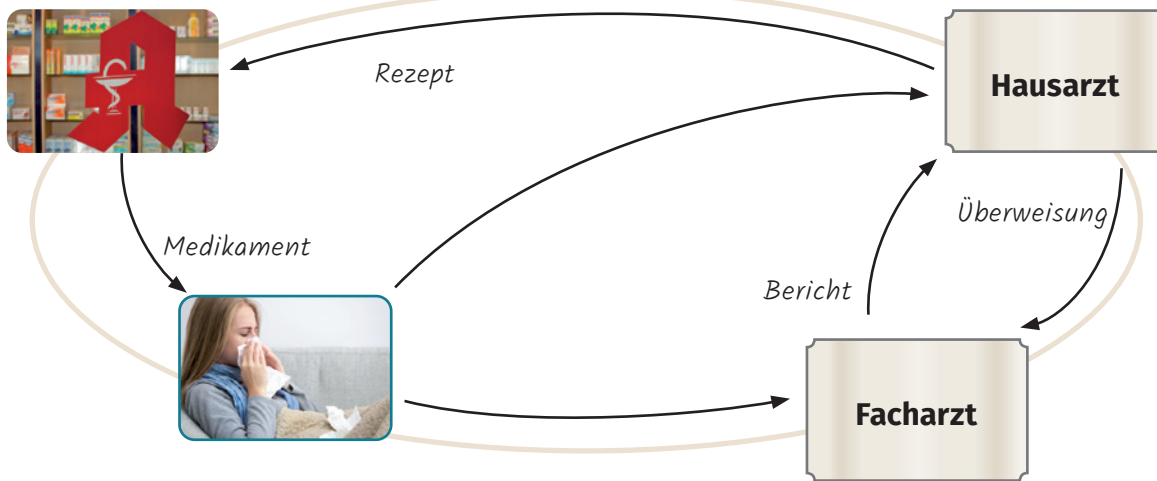 Hausarzt
Rezept
Überweisung
Medikament
Bericht
Facharzt